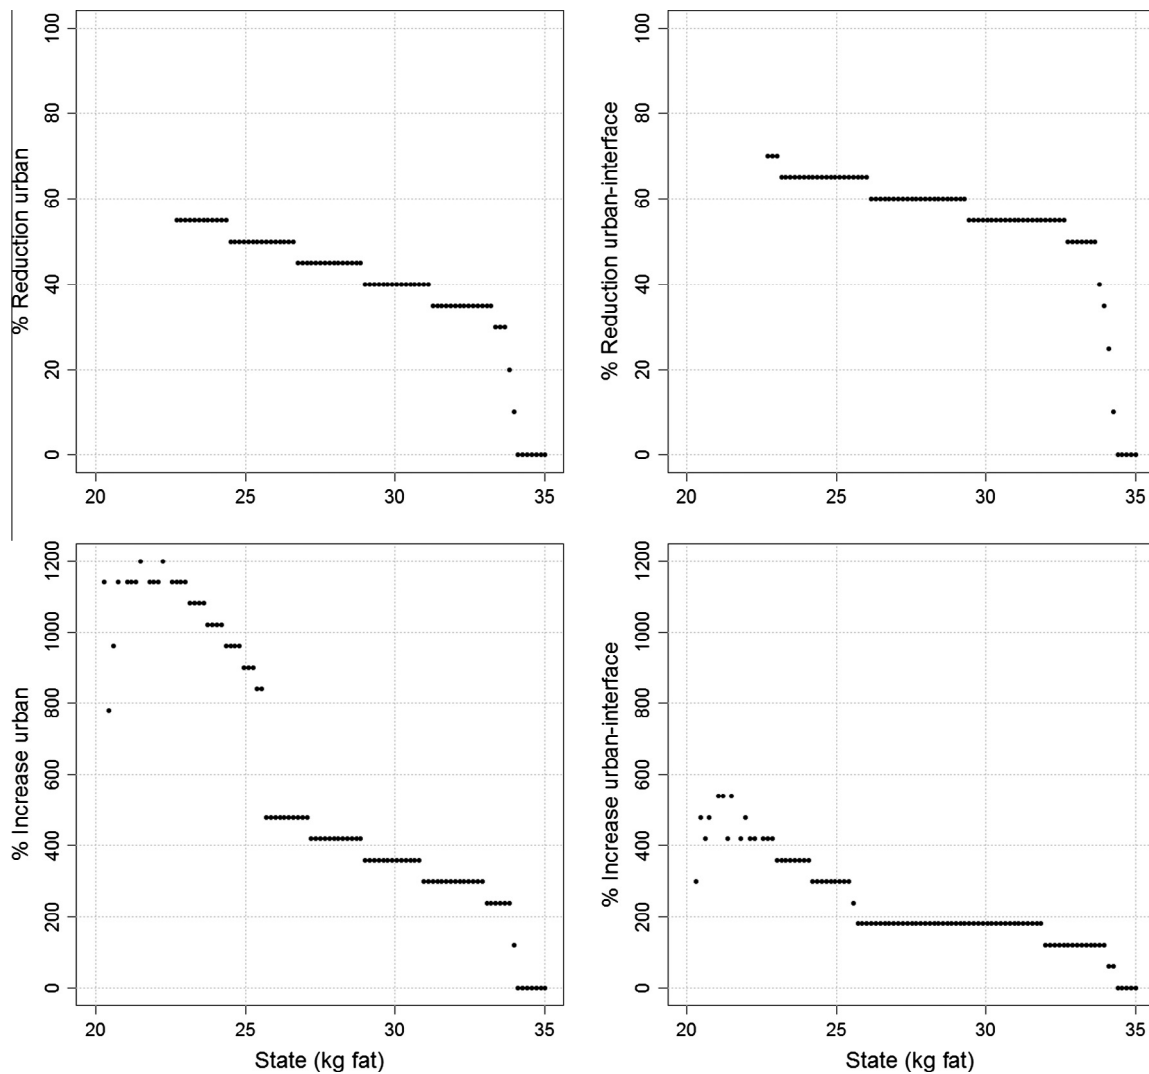 % Reduction urban
100
80
60
40
20
0
20 25 30 35
% Reduction urban-interface
100
80
60
40
20
0
20 25 30 35
% Increase urban
1200
1000
800
600
400
200
0
20 25 30 35
State (kg fat)
% Increase urban-interface
1200
1000
800
600
400
200
0
20 25 30 35
State (kg fat)